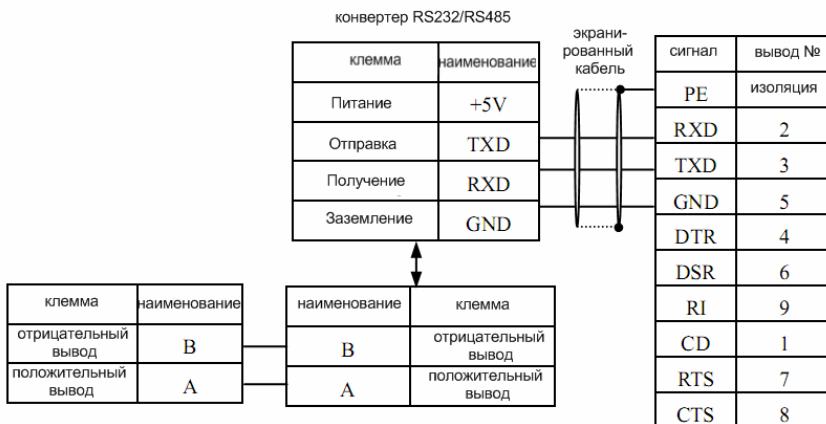 конвертер RS232/RS485
экрани-
рованный
кабель
клемма наименование
Питание +5V
Отправка TXD
Получение RXD
Заземление GND
сигнал вывод №
PE изоляция
RXD 2
TXD 3
GND 5
DTR 4
DSR 6
RI 9
CD 1
RTS 7
CTS 8
клемма наименование
отрицательный
вывод
B
положительный
вывод
A
наименование клемма
B
отрицательный
вывод
A
положительный
вывод